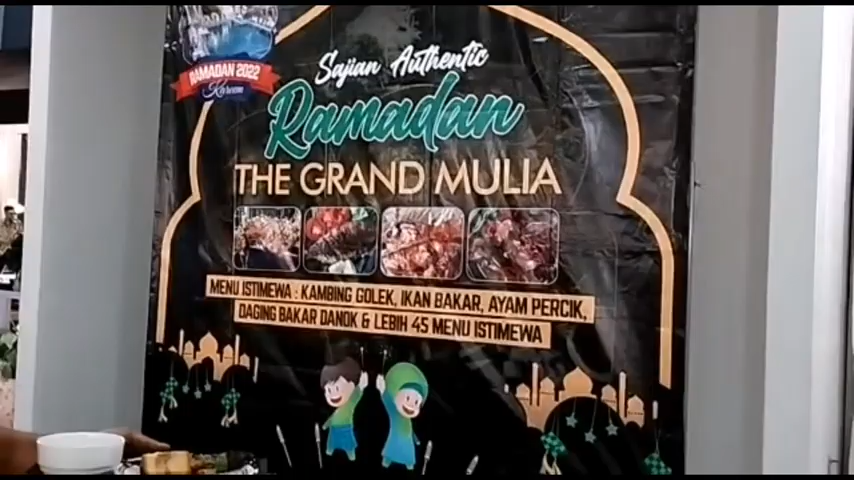 RAMADAN 2022
Kareem
Sajian Authentic
Ramadan
THE GRAND MULIA
MENU ISTIMEWA : KAMBING GOLEK, IKAN BAKAR, AYAM PERCIK,
DAGING BAKAR DANOK & LEBIH 45 MENU ISTIMEWA